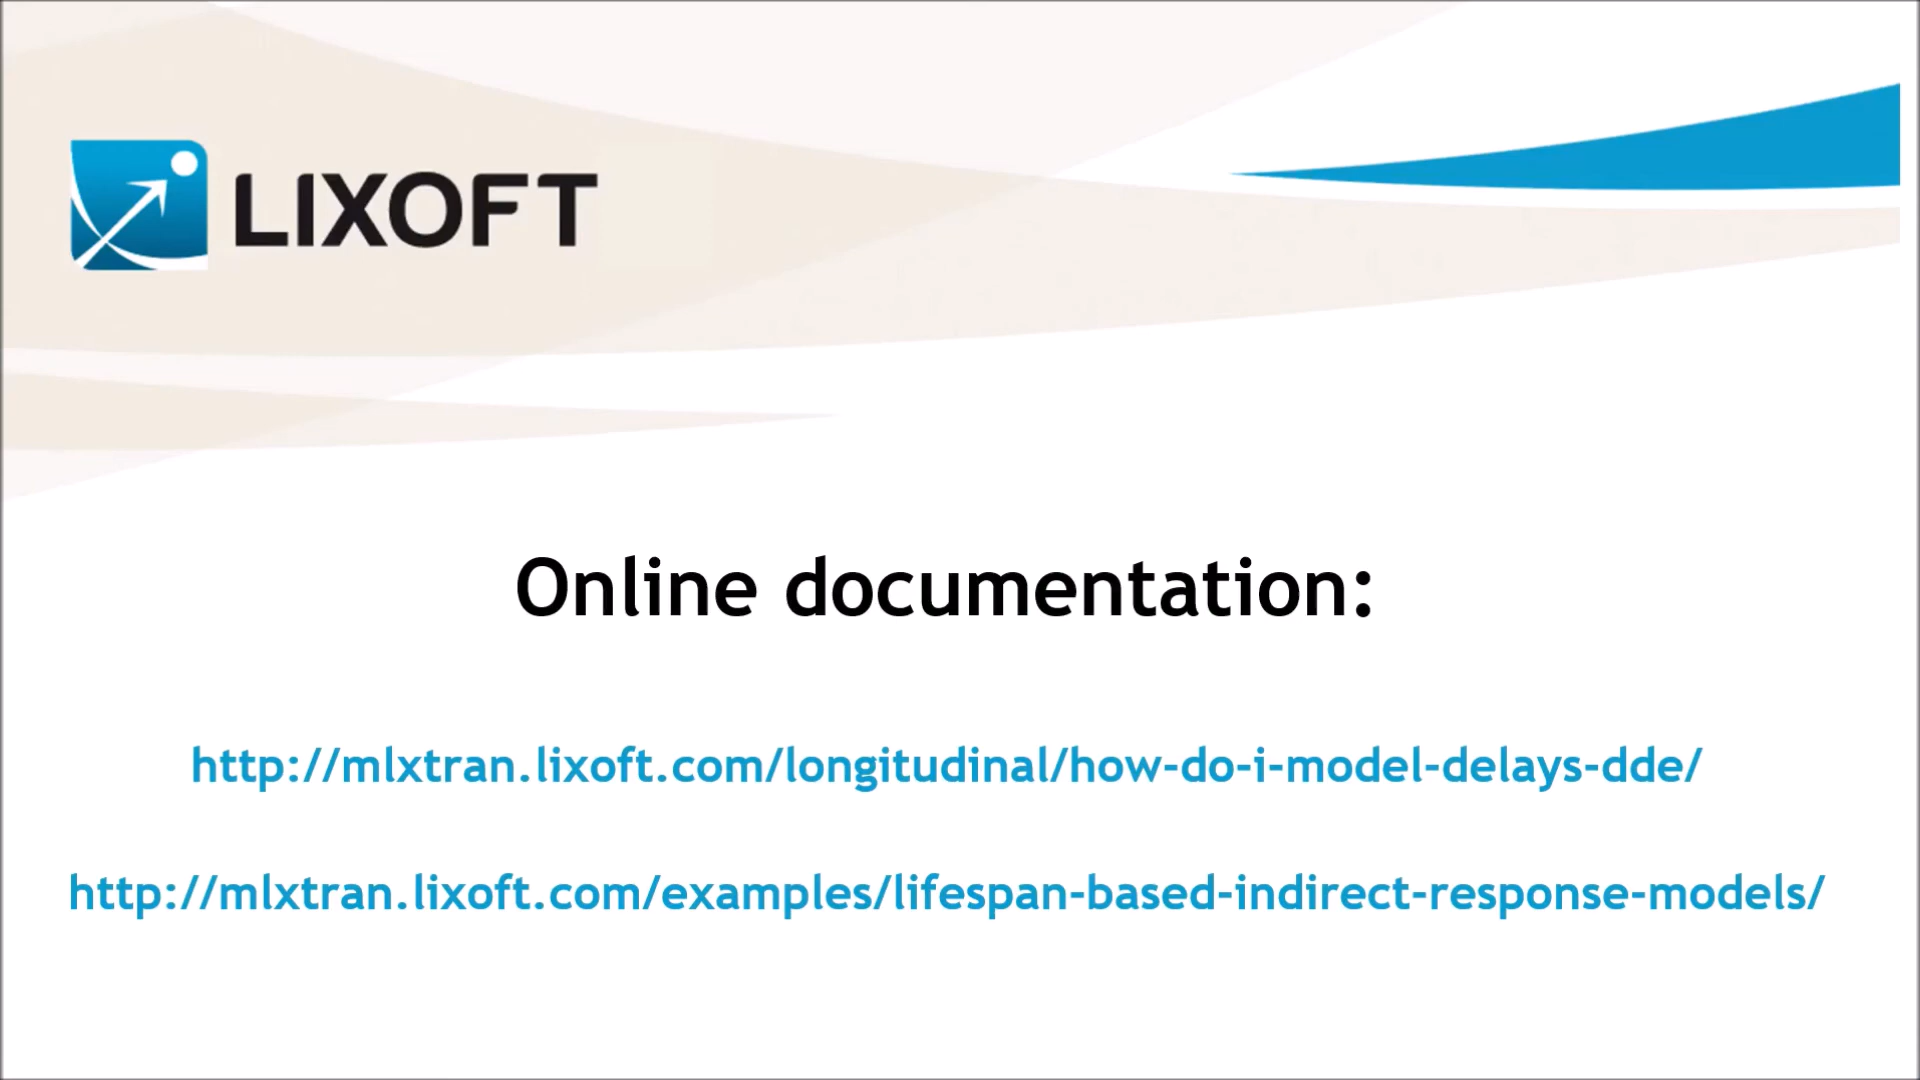 LIXOFT
Online documentation:
http://mlxtran.lixoft.com/longitudinal/how-do-i-model-delays-dde/
http://mlxtran.lixoft.com/examples/lifespan-based-indirect-response-models/